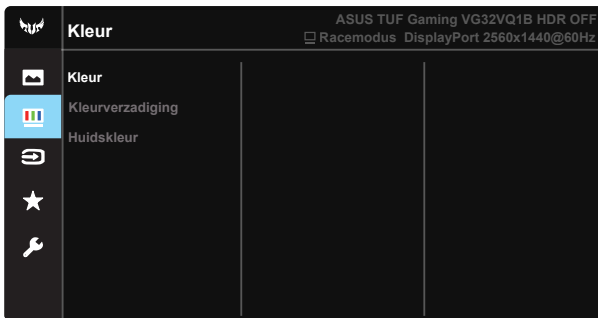 Kleur
ASUS TUF Gaming VG32VQ1B HDR OFF
Racemodus DisplayPort 2560x1440@60Hz
Kleur
Kleurverzadiging
Huidskleur